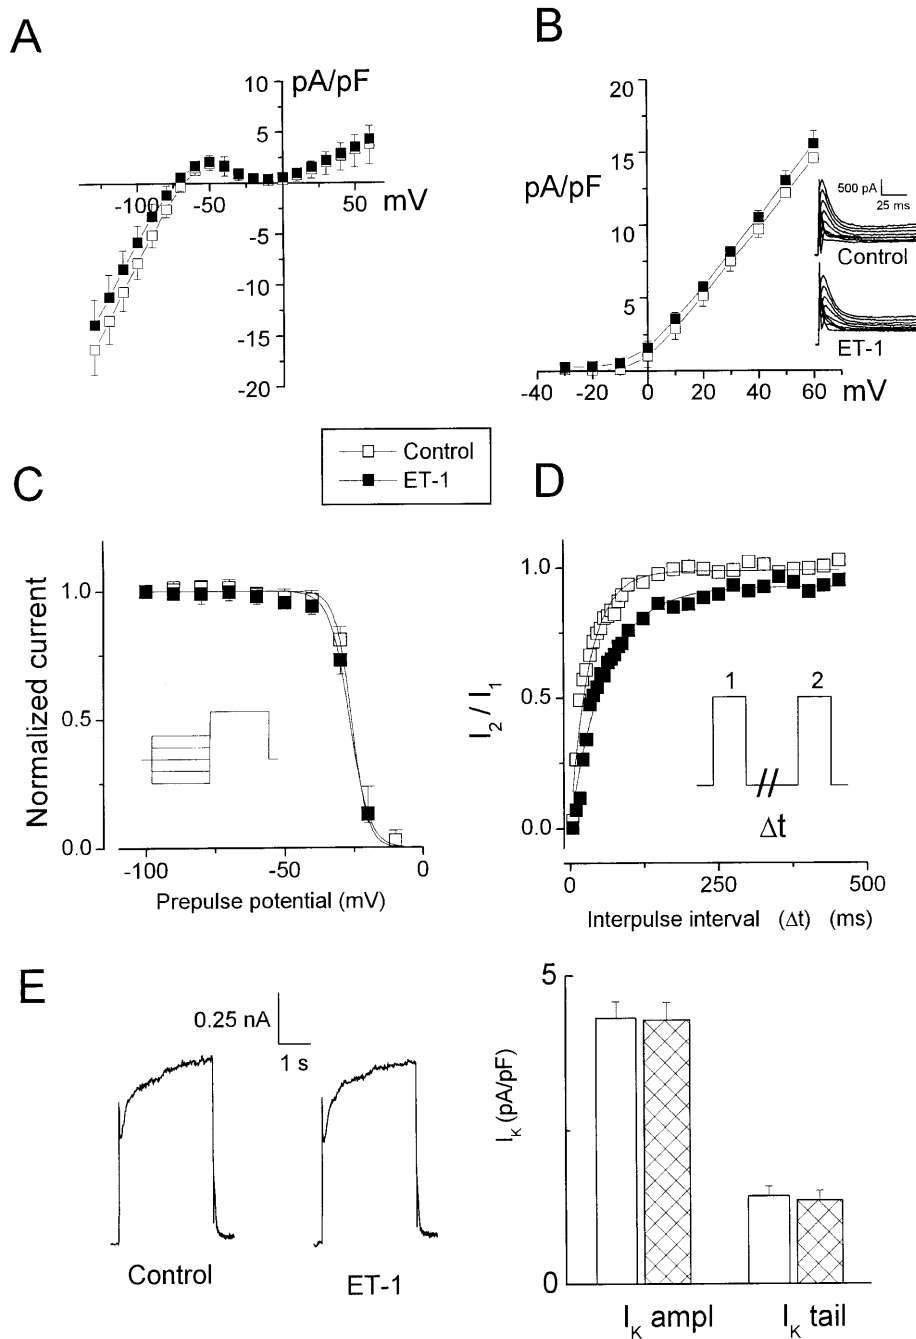 A
pA/pF
10
5
-100
-50
50
mV
-5
-10
-15
-20
B
20
15
pA/pF
10
5
-40
-20
0
20
40
60
mV
500 pA
25 ms
Control
ET-1
Control
ET-1
C
Normalized current
1.0
0.5
0.0
-100
-50
0
Prepulse potential (mV)
D
I2 / I1
1.0
0.5
0.0
1
2
Δt
0
250
500
Interpulse interval (Δt) (ms)
E
0.25 nA
1 s
Control
ET-1
IK (pA/pF)
5
0
IK ampl
IK tail